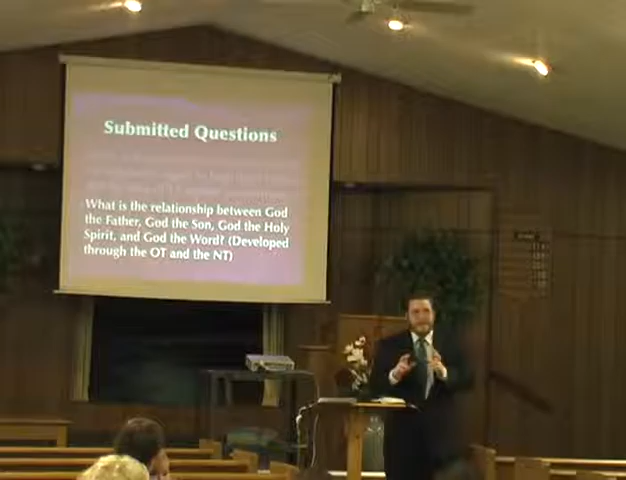 Submitted Questions
What is the relationship between God
the Father, God the Son, God the Holy
Spirit, and God the Word? (Developed
through the OT and the NT)